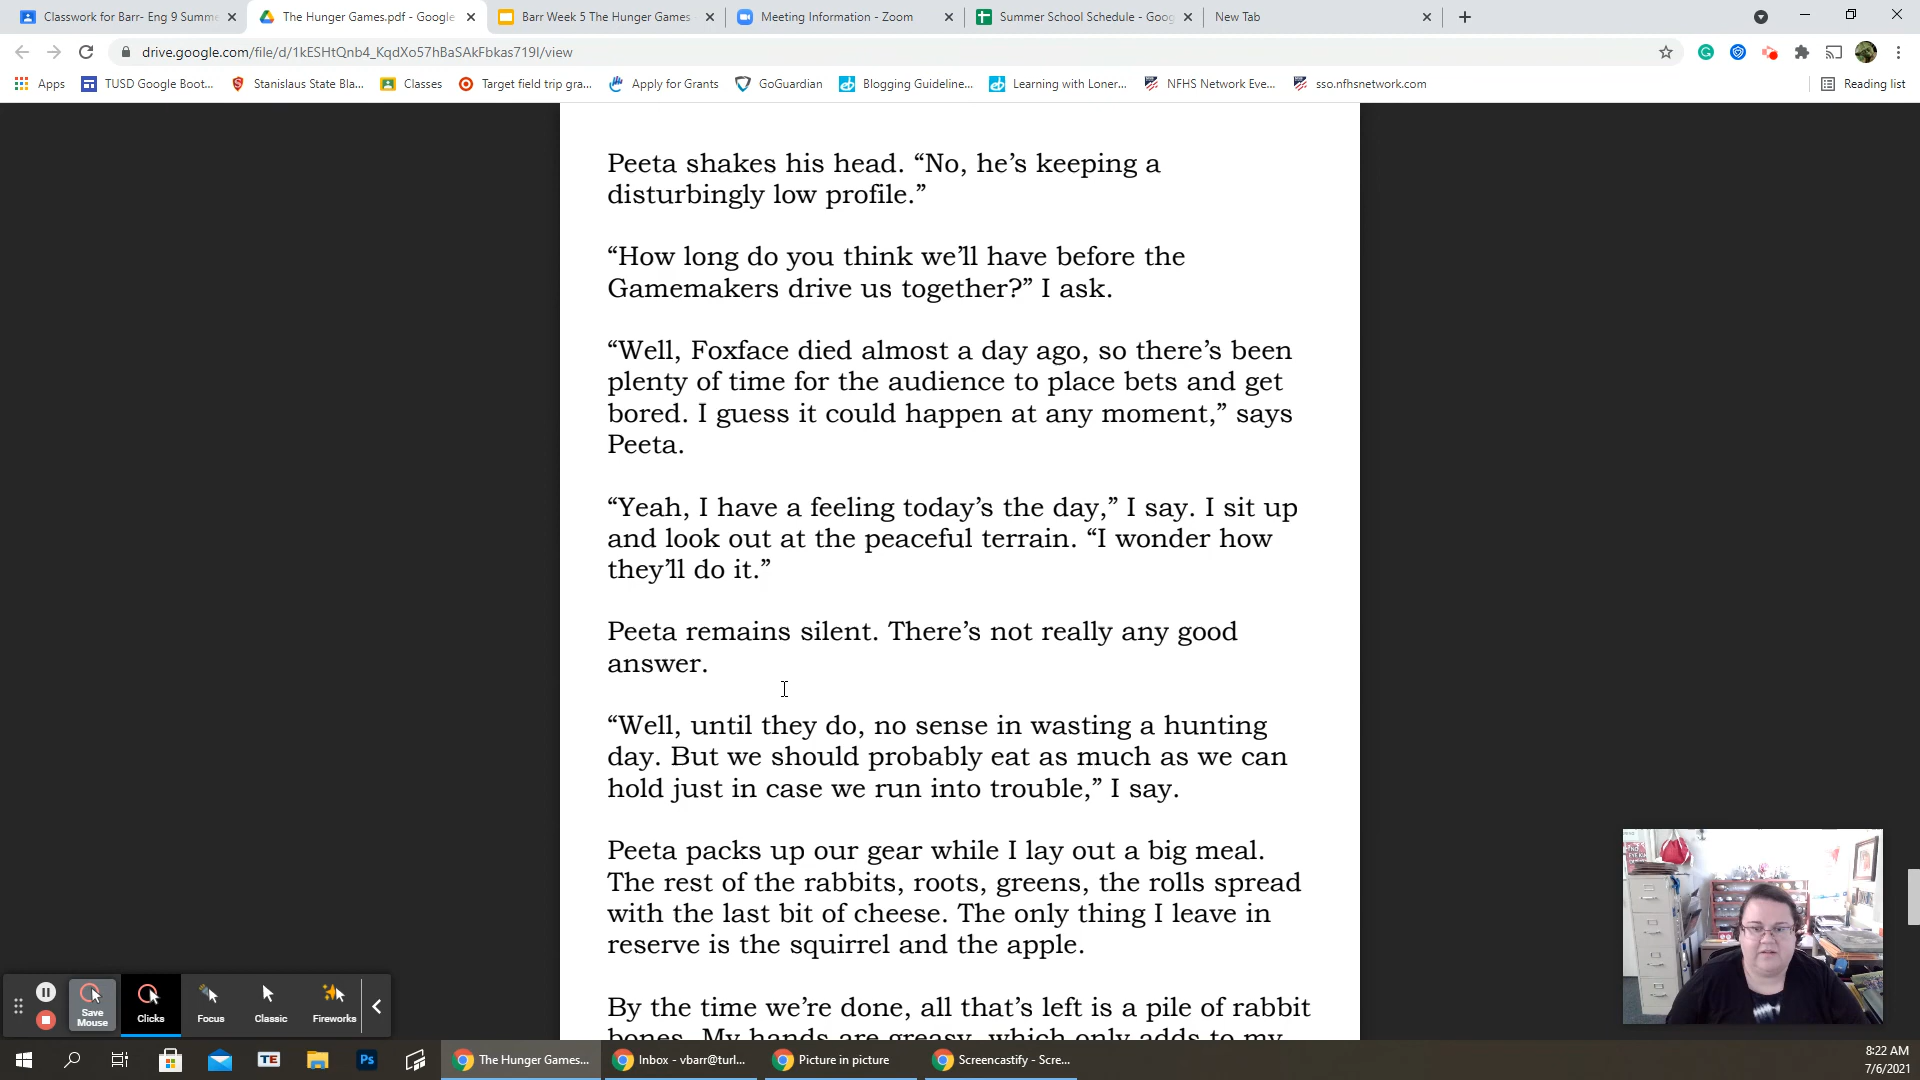 Classwork for Barr- Eng 9 Summe
The Hunger Games.pdf - Google
Barr Week 5 The Hunger Games
Meeting Information - Zoom
Summer School Schedule - Goog
New Tab
drive.google.com/file/d/1kESHtQnb4_KqdXo57hBaSAkFbkas719I/view
Apps
TUSD Google Boot...
Stanislaus State Bla...
Classes
Target field trip gra...
Apply for Grants
GoGuardian
Blogging Guideline...
Learning with Loner...
NFHS Network Eve...
sso.nfhsnetwork.com
Reading list
Peeta shakes his head. “No, he’s keeping a
disturbingly low profile.”
“How long do you think we’ll have before the
Gamemakers drive us together?” I ask.
“Well, Foxface died almost a day ago, so there’s been
plenty of time for the audience to place bets and get
bored. I guess it could happen at any moment,” says
Peeta.
“Yeah, I have a feeling today’s the day,” I say. I sit up
and look out at the peaceful terrain. “I wonder how
they’ll do it.”
Peeta remains silent. There’s not really any good
answer.
“Well, until they do, no sense in wasting a hunting
day. But we should probably eat as much as we can
hold just in case we run into trouble,” I say.
Peeta packs up our gear while I lay out a big meal.
The rest of the rabbits, roots, greens, the rolls spread
with the last bit of cheese. The only thing I leave in
reserve is the squirrel and the apple.
By the time we’re done, all that’s left is a pile of rabbit
bones. My hands are greasy, which only adds to my
Save
Mouse
Clicks
Focus
Classic
Fireworks
TE
Ps
The Hunger Games...
Inbox - vbarr@turl...
Picture in picture
Screencastify - Scre...
8:22 AM
7/6/2021